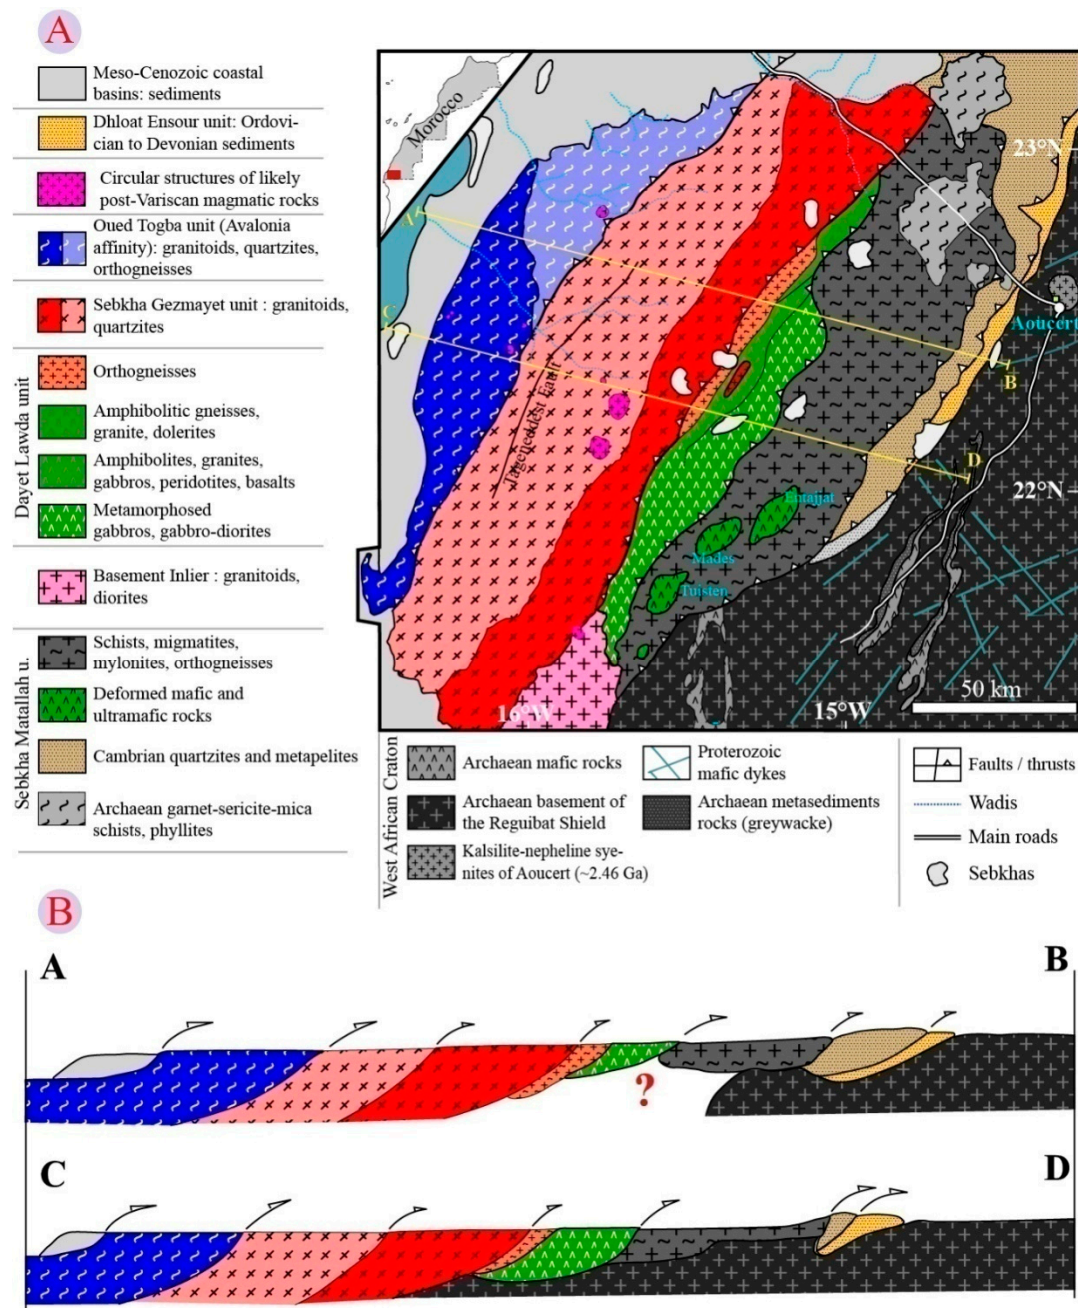 A
Meso-Cenozoic coastal
basins: sediments
Dhloat Ensour unit: Ordovi-
cian to Devonian sediments
Circular structures of likely
post-Variscan magmatic rocks
Oued Togba unit (Avalonia
affinity): granitoids, quartzites,
orthogneisses
Sebkha Gezmayet unit : granitoids,
quartzites
Dayet Lawda unit
Orthogneisses
Amphibolitic gneisses,
granite, dolerites
Amphibolites, granites,
gabbros, peridotites, basalts
Metamorphosed
gabbros, gabbro-diorites
Basement Inlier : granitoids,
diorites
Sebkha Matallah u.
Schists, migmatites,
mylonites, orthogneisses
Deformed mafic and
ultramafic rocks
Cambrian quartzites and metapelites
Archaean garnet-sericite-mica
schists, phyllites
Morocco
23°N
A
C
Aoucert
B
Jageneddest Fault
D
22°N
Entajjat
Mades
Tuisten
50 km
16°W
15°W
West African Craton
Archaean mafic rocks
Archaean basement of
the Reguibat Shield
Kalsilite-nepheline sye-
nites of Aoucert (~2.46 Ga)
Proterozoic
mafic dykes
Archaean metasediments
rocks (greywacke)
Faults / thrusts
Wadis
Main roads
Sebkhas
B
A
B
?
C
D